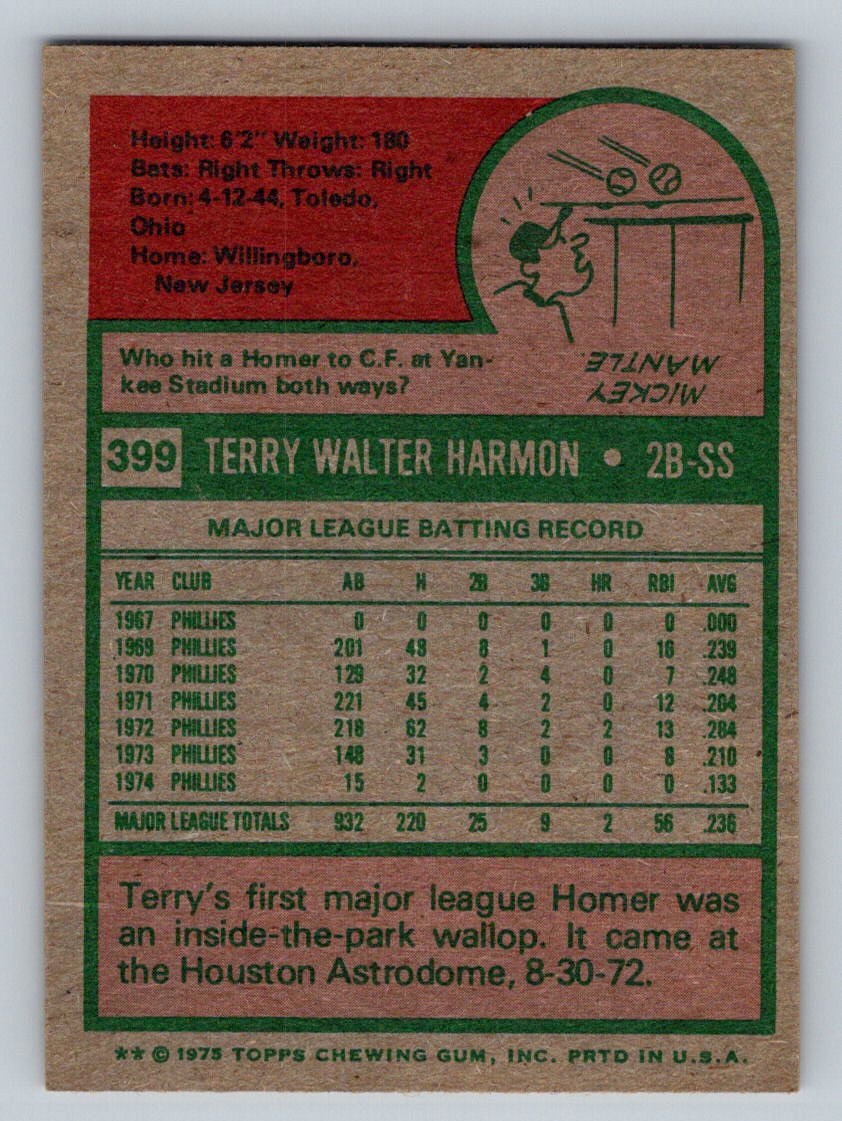 Height: 6'2" Weight: 180
Bats: Right Throws: Right
Born: 4-12-44, Toledo,
Ohio
Home: Willingboro,
New Jersey
Who hit a Homer to C.F. at Yan-
kee Stadium both ways?
MICKEY
MANTLE.
399 TERRY WALTER HARMON • 2B-SS
MAJOR LEAGUE BATTING RECORD
YEAR CLUB AB H 2B 3B HR RBI AVG
1967 PHILLIES 0 0 0 0 0 0 .000
1969 PHILLIES 201 48 8 1 0 16 .239
1970 PHILLIES 129 32 2 4 0 7 .248
1971 PHILLIES 221 45 4 2 0 12 .204
1972 PHILLIES 218 62 8 2 2 13 .284
1973 PHILLIES 148 31 3 0 0 8 .210
1974 PHILLIES 15 2 0 0 0 0 .133
MAJOR LEAGUE TOTALS 932 220 25 9 2 56 .236
Terry's first major league Homer was
an inside-the-park wallop. It came at
the Houston Astrodome, 8-30-72.
** © 1975 TOPPS CHEWING GUM, INC. PRTD IN U.S.A.